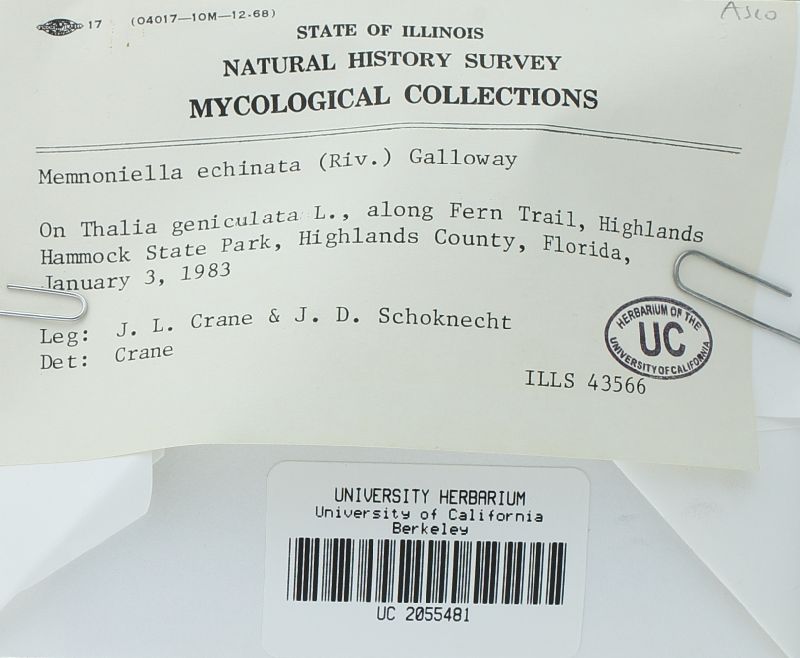 17 (04017—10M—12-68)
Asco
STATE OF ILLINOIS
NATURAL HISTORY SURVEY
MYCOLOGICAL COLLECTIONS
Memnoniella echinata (Riv.) Galloway
On Thalia geniculata L., along Fern Trail, Highlands
Hammock State Park, Highlands County, Florida,
January 3, 1983
Leg: J. L. Crane & J. D. Schoknecht
Det: Crane
HERBARIUM OF THE
UC
UNIVERSITY OF CALIFORNIA
ILLS 43566
UNIVERSITY HERBARIUM
University of California
Berkeley
UC 2055481